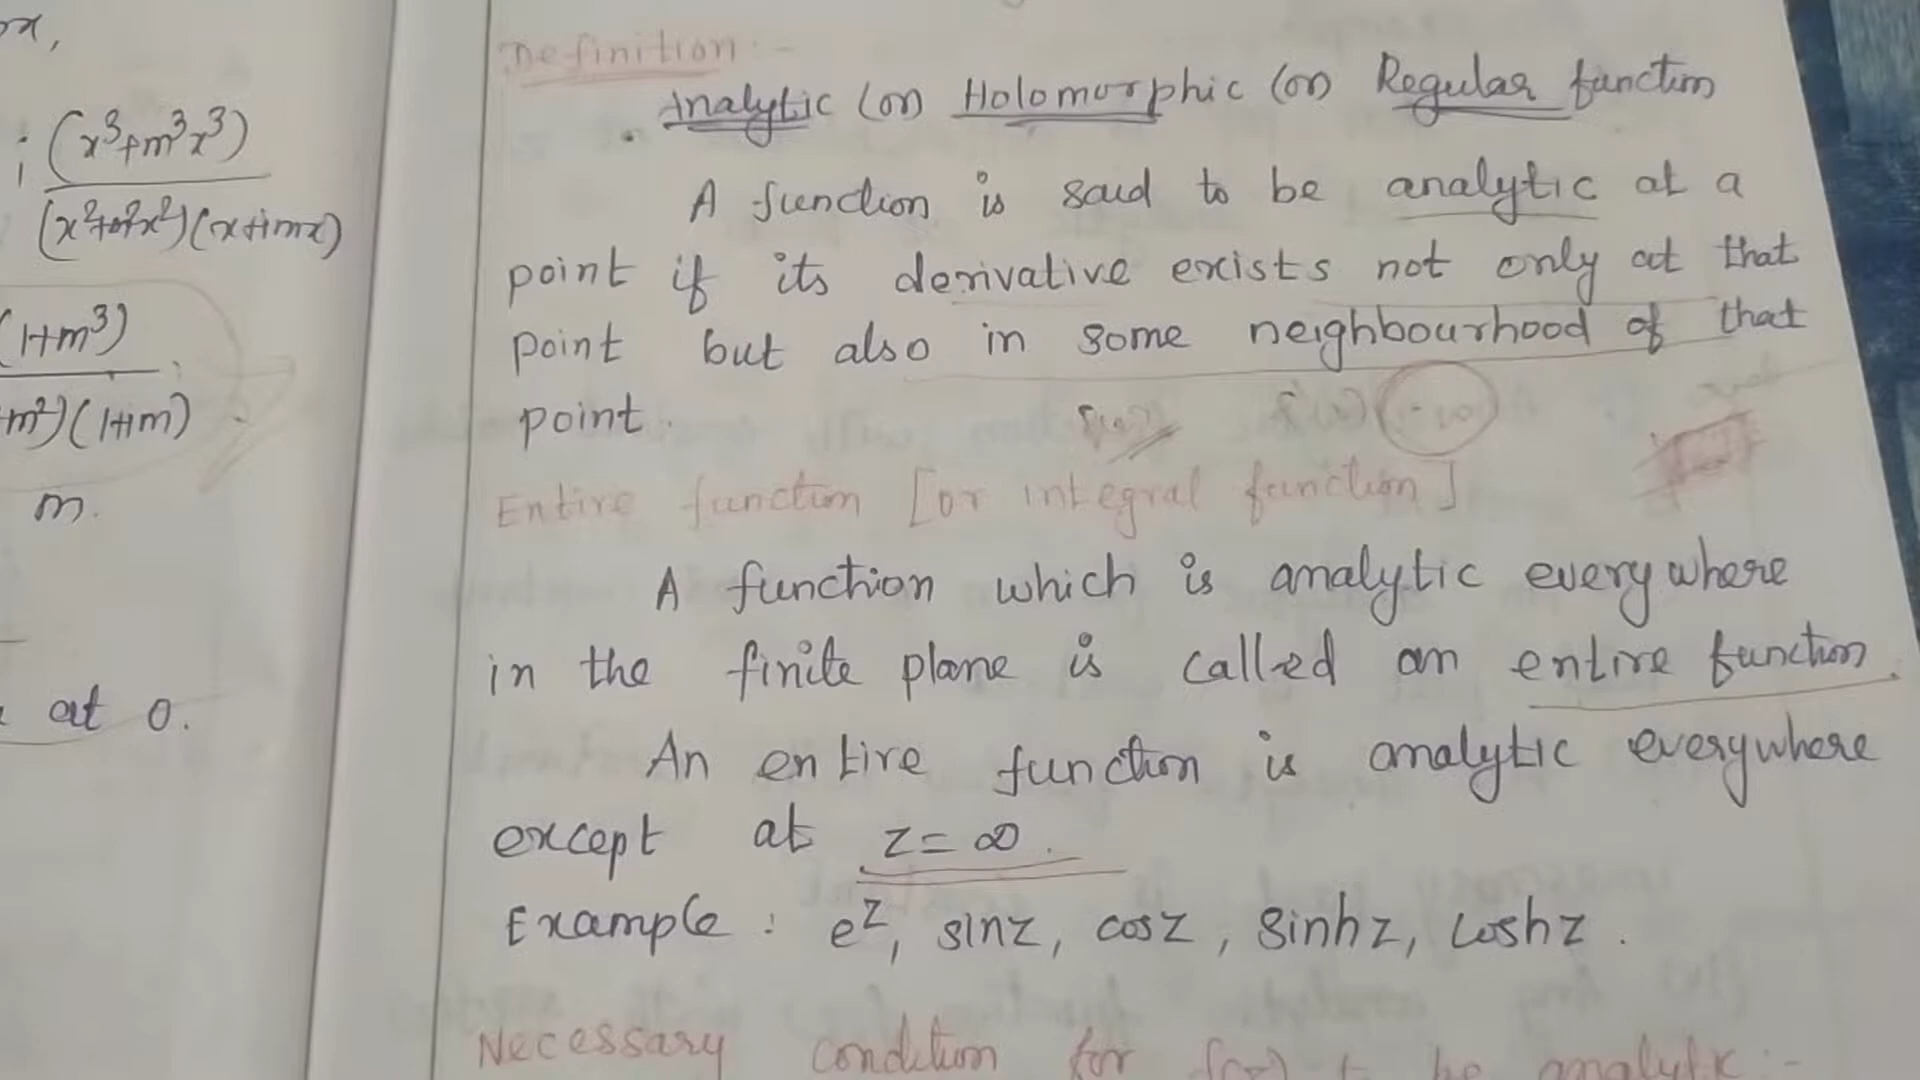 x,
i (x³+m³x³)
(x²+m²x²)(x+imx)
(1+m³)
m²)(1+im)
m.
at 0.
Definition :-
Analytic (or) Holomorphic (or) Regular function
A function is said to be analytic at a
point if its derivative exists not only at that
point but also in some neighbourhood of that
point.
Entire function [or integral function]
A function which is analytic everywhere
in the finite plane is called an entire function.
An entire function is analytic everywhere
except at z = ∞.
Example : e^z, sinz, cosz, sinhz, coshz.
Necessary condition for f(z) to be analytic :-